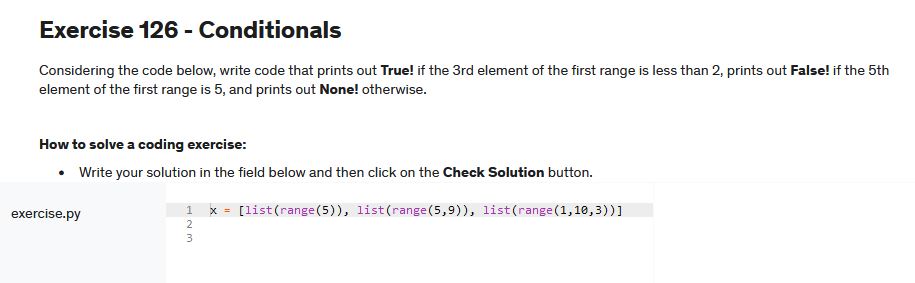 Exercise 126 - Conditionals
Considering the code below, write code that prints out True! if the 3rd element of the first range is less than 2, prints out False! if the 5th
element of the first range is 5, and prints out None! otherwise.
How to solve a coding exercise:
• Write your solution in the field below and then click on the Check Solution button.
exercise.py
1 x = [list(range(5)), list(range(5,9)), list(range(1,10,3))]
2
3